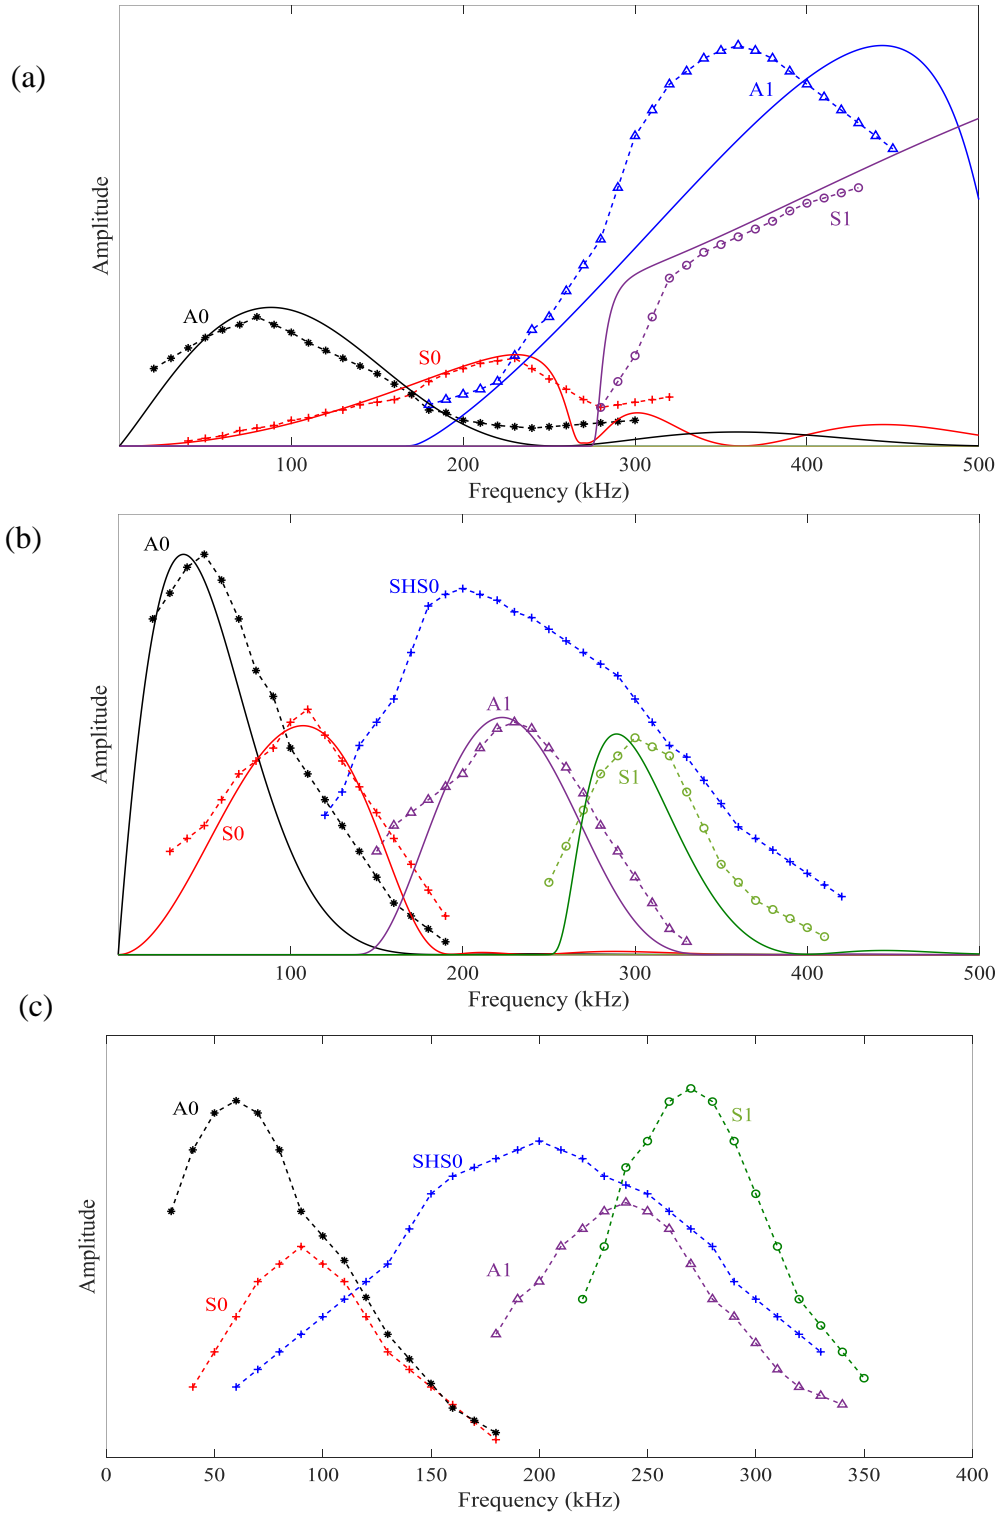 (a)
Amplitude
A0
S0
A1
S1
100 200 300 400 500
Frequency (kHz)
(b)
Amplitude
A0
S0
SHS0
A1
S1
100 200 300 400 500
Frequency (kHz)
(c)
Amplitude
A0
S0
SHS0
A1
S1
0 50 100 150 200 250 300 350 400
Frequency (kHz)